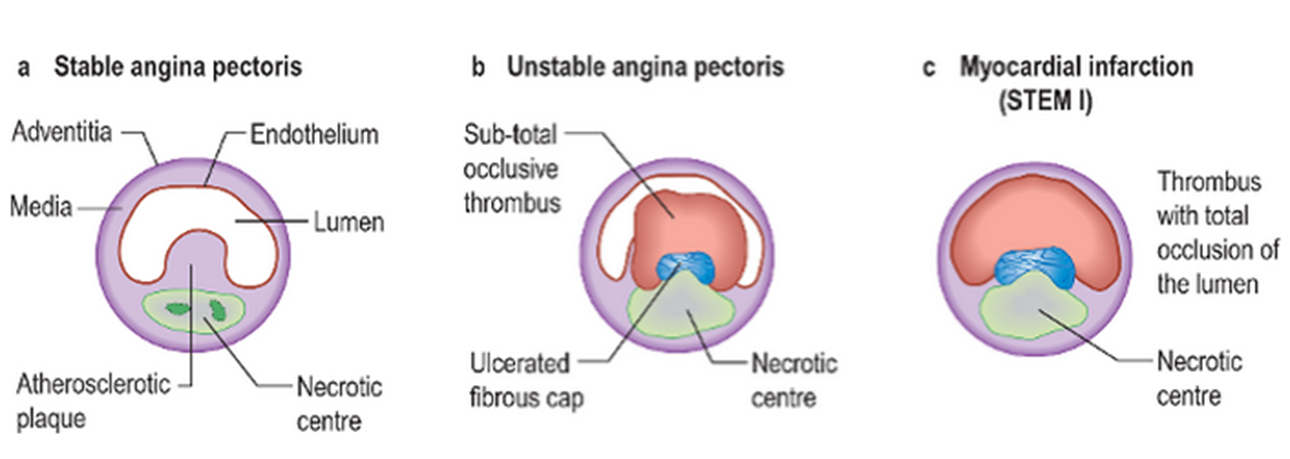 a Stable angina pectoris
Adventitia
Endothelium
Media
Lumen
Atherosclerotic
plaque
Necrotic
centre
b Unstable angina pectoris
Sub-total
occlusive
thrombus
Ulcerated
fibrous cap
Necrotic
centre
c Myocardial infarction
(STEM I)
Thrombus
with total
occlusion of
the lumen
Necrotic
centre